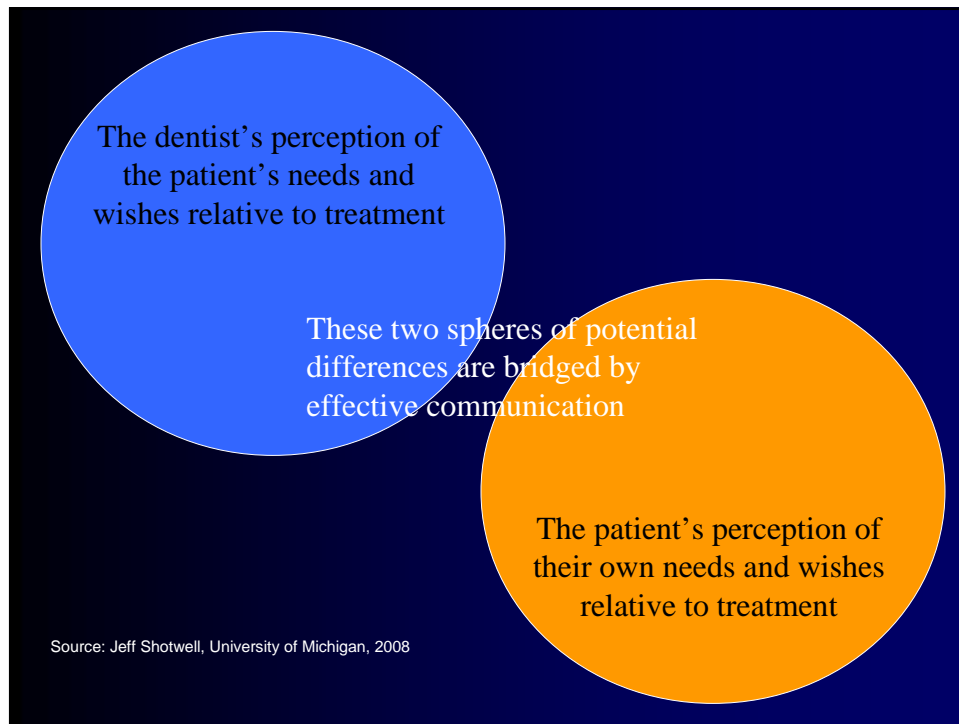 The dentist’s perception of
the patient’s needs and
wishes relative to treatment
These two spheres of potential
differences are bridged by
effective communication
The patient’s perception of
their own needs and wishes
relative to treatment
Source: Jeff Shotwell, University of Michigan, 2008